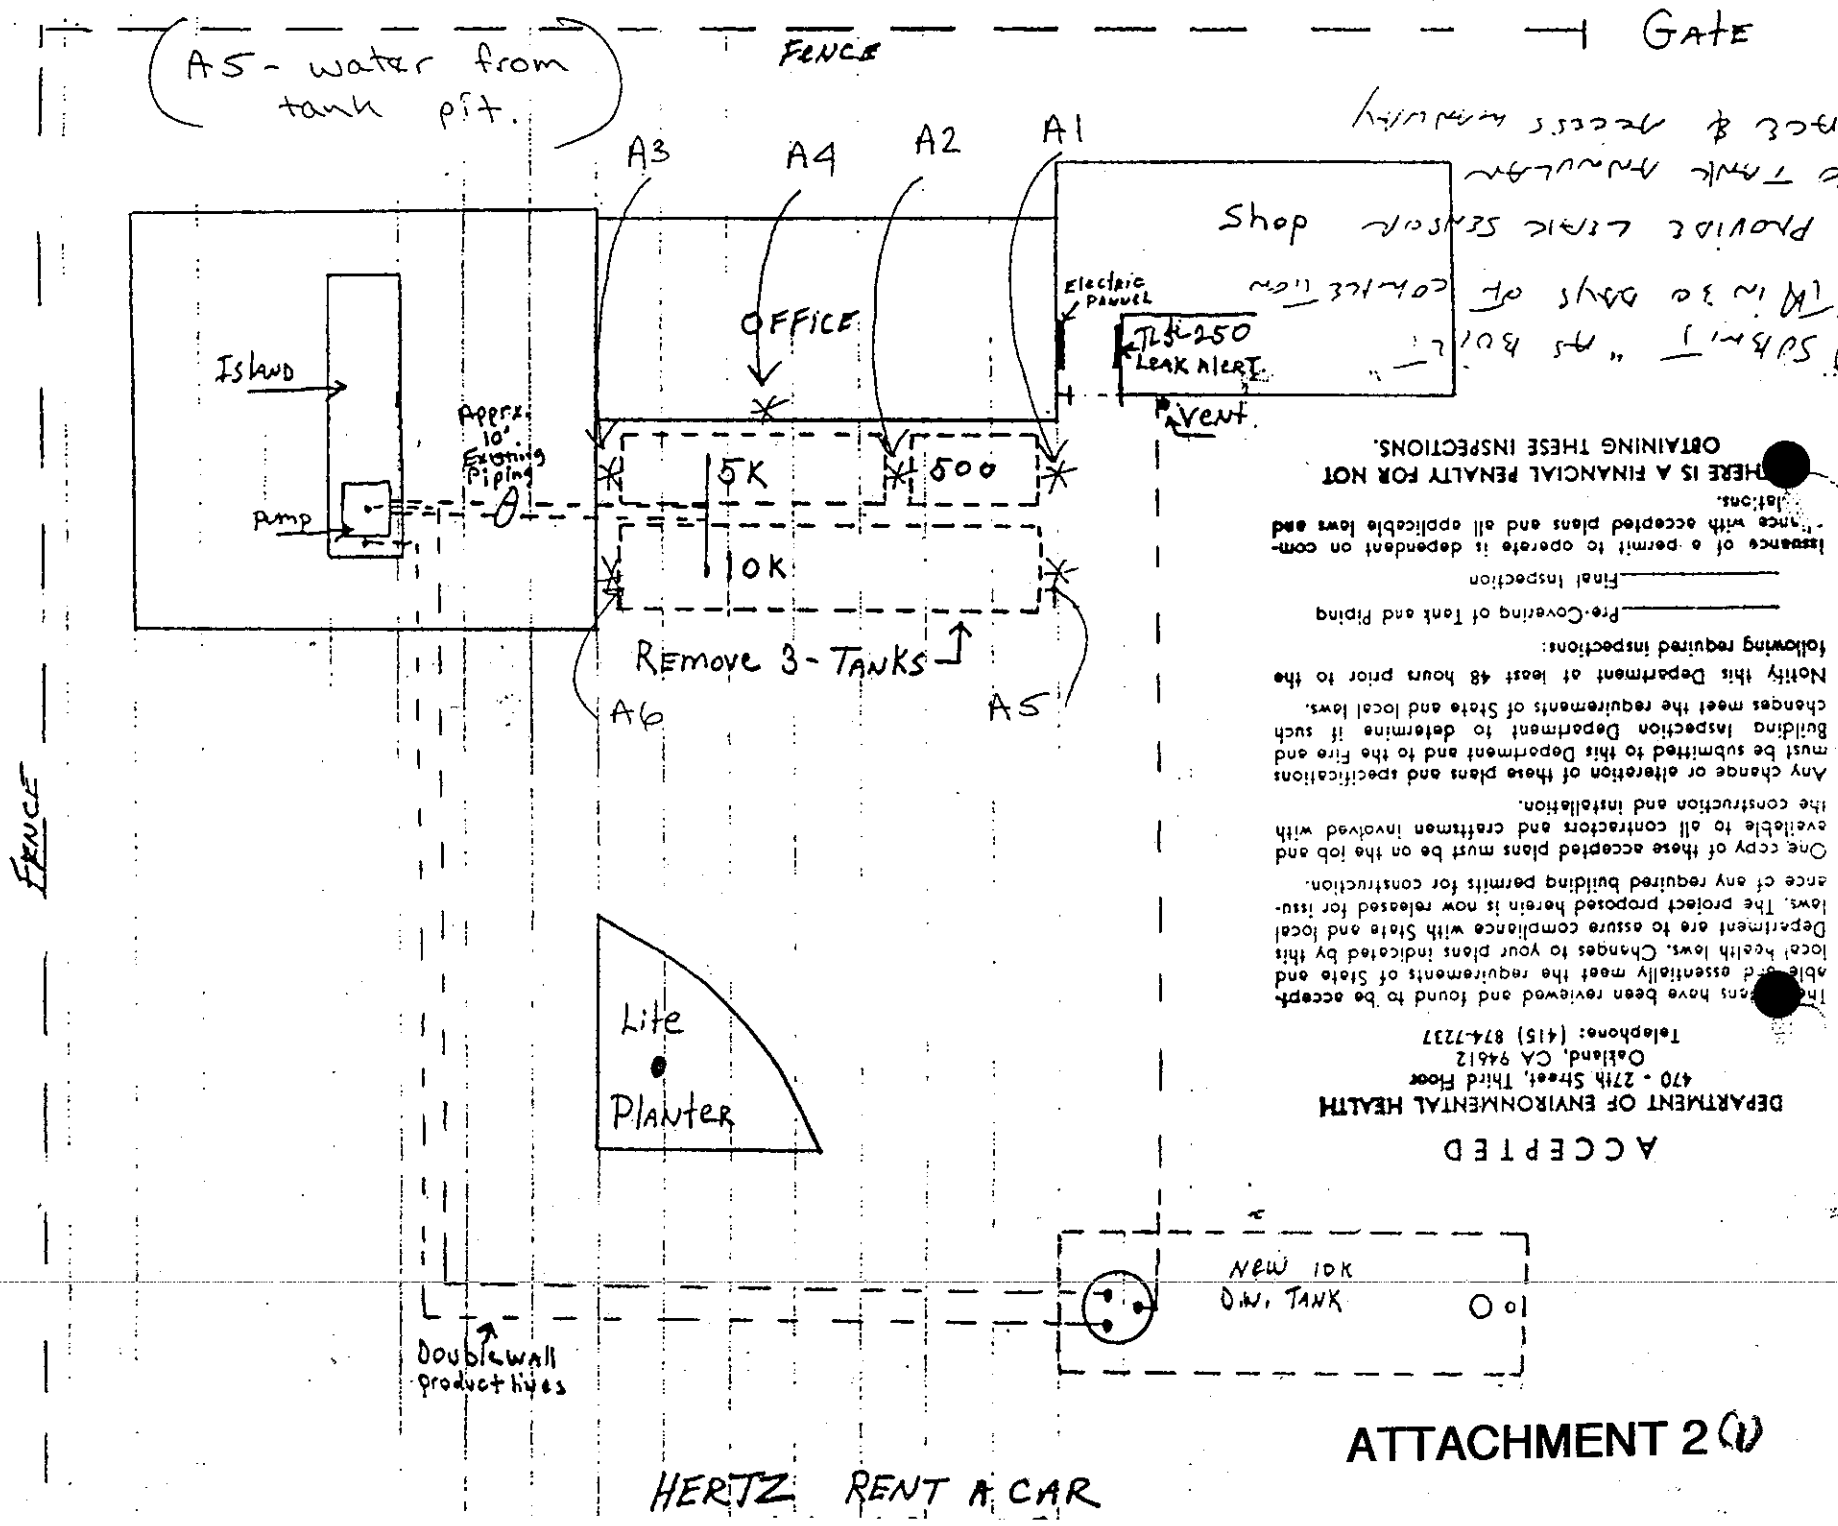 GATE
FENCE
A5 - water from
tank pit.
A3
A4
A2
A1
Shop
OFFICE
Electric
PANNEL
TLS-250
LEAK AlERT.
Vent.
ISLAND
Apprx.
10'
Existing
Piping
Pump
5K
500
10K
REMOVE 3 - TANKS
A6
A5
FENCE
Lite
PlANTER
NEW 10K
D.W. TANK
DOUBLE WAll
product lines
ATTACHMENT 2 (1)
HERTZ RENT A CAR
ACCEPTED
DEPARTMENT OF ENVIRONMENTAL HEALTH
470 - 27th Street, Third Floor
Oakland, CA 94612
Telephone: (415) 874-7237
The plans have been reviewed and found to be accept-
able and essentially meet the requirements of State and
local health laws. Changes to your plans indicated by this
Department are to assure compliance with State and local
laws. The project proposed herein is now released for issu-
ance of any required building permits for construction.
One copy of these accepted plans must be on the job and
available to all contractors and craftsmen involved with
the construction and installation.
Any change or alteration of these plans and specifications
must be submitted to this Department and to the Fire and
Building Inspection Department to determine if such
changes meet the requirements of State and local laws.
Notify this Department at least 48 hours prior to the
following required inspections:
Pre-Covering of Tank and Piping
Final Inspection
Issuance of a permit to operate is dependent on com-
with accepted plans and all applicable laws and
THERE IS A FINANCIAL PENALTY FOR NOT
OBTAINING THESE INSPECTIONS.
SUBMIT "AS BUILT"
IN 30 DAYS OF COMPLETION
PROVIDE LEAK SENSOR
TANK ANNULAR
& ACCESS